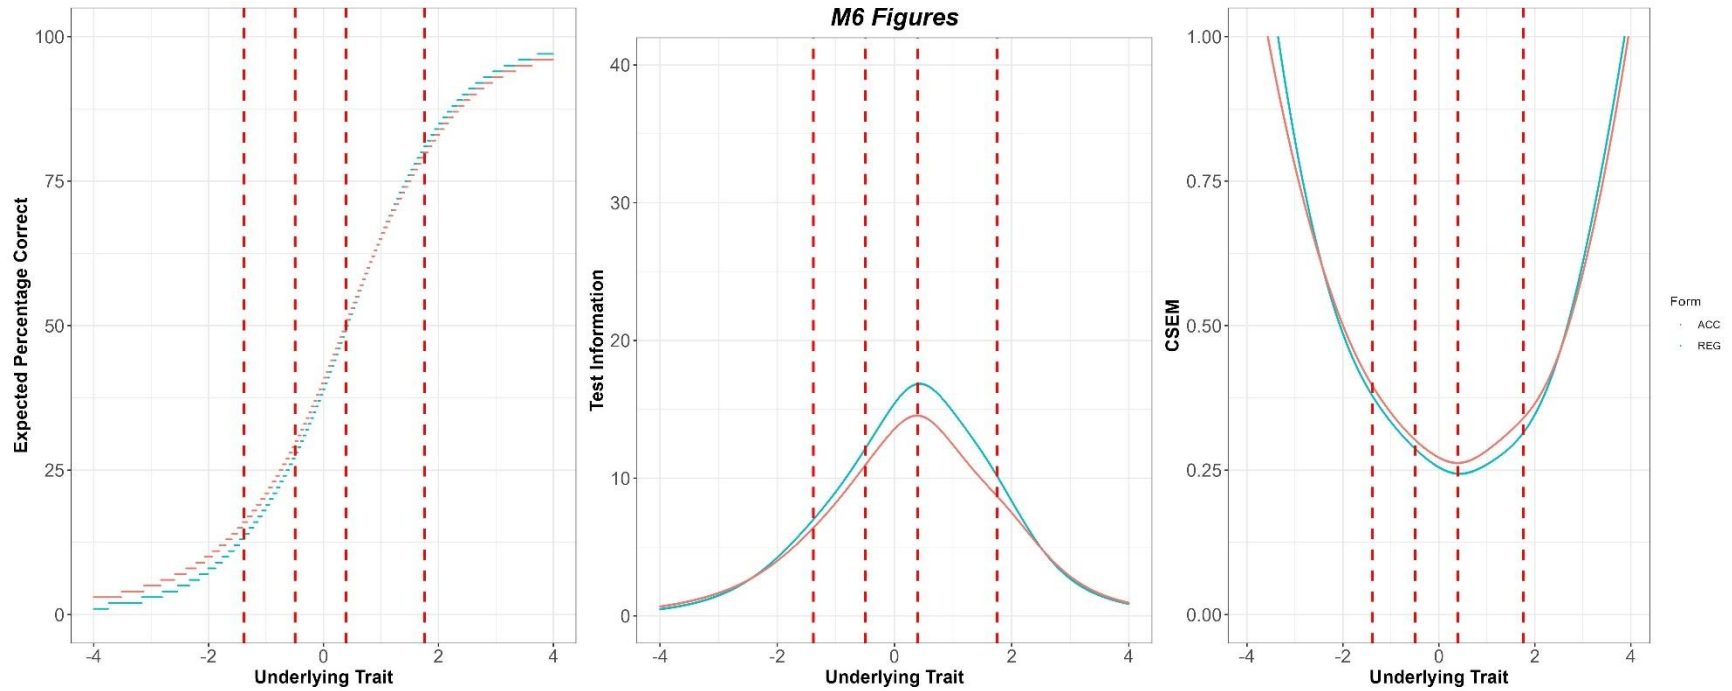 M6 Figures
Expected Percentage Correct
100
75
50
25
0
-4 -2 0 2 4
Underlying Trait
Test Information
40
30
20
10
0
-4 -2 0 2 4
Underlying Trait
CSEM
1.00
0.75
0.50
0.25
0.00
-4 -2 0 2 4
Underlying Trait
Form
ACC
REG